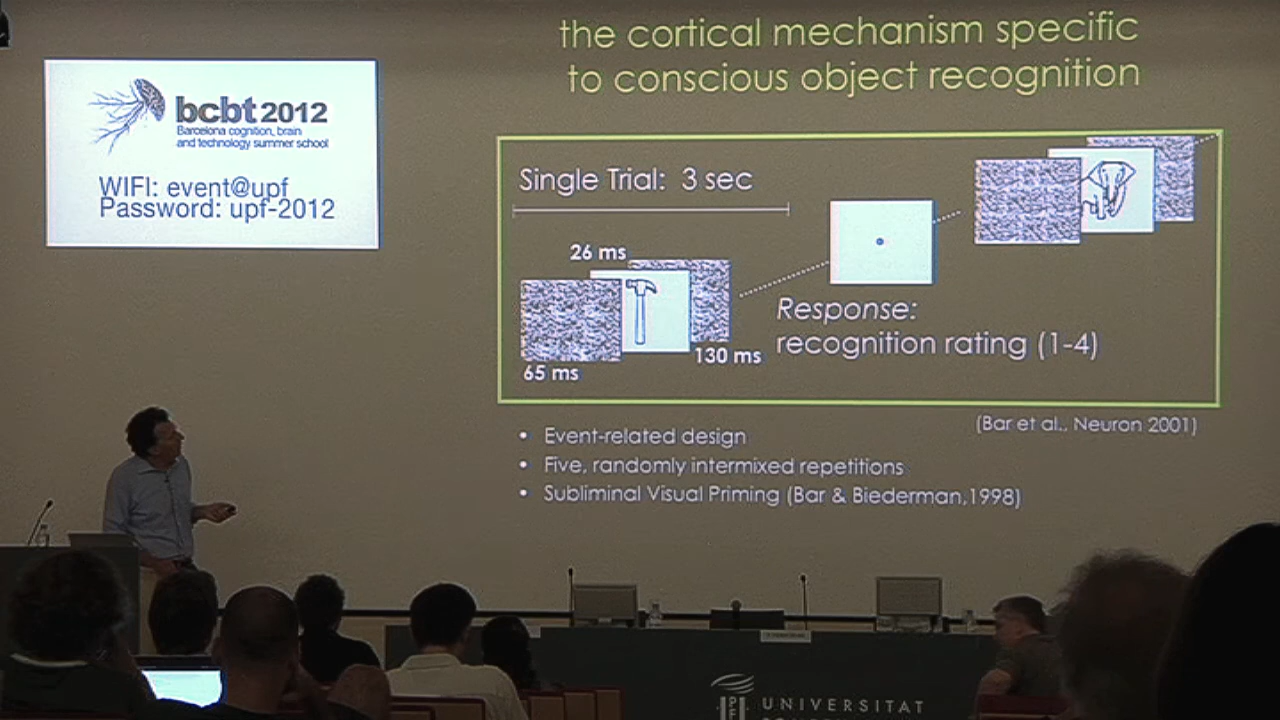 the cortical mechanism specific
to conscious object recognition
bcbt 2012
Barcelona cognition, brain
and technology summer school
WIFI: event@upf
Password: upf-2012
Single Trial: 3 sec
26 ms
65 ms
130 ms
Response:
recognition rating (1-4)
(Bar et al., Neuron 2001)
• Event-related design
• Five, randomly intermixed repetitions
• Subliminal Visual Priming (Bar & Biederman,1998)
UNIVERSITAT